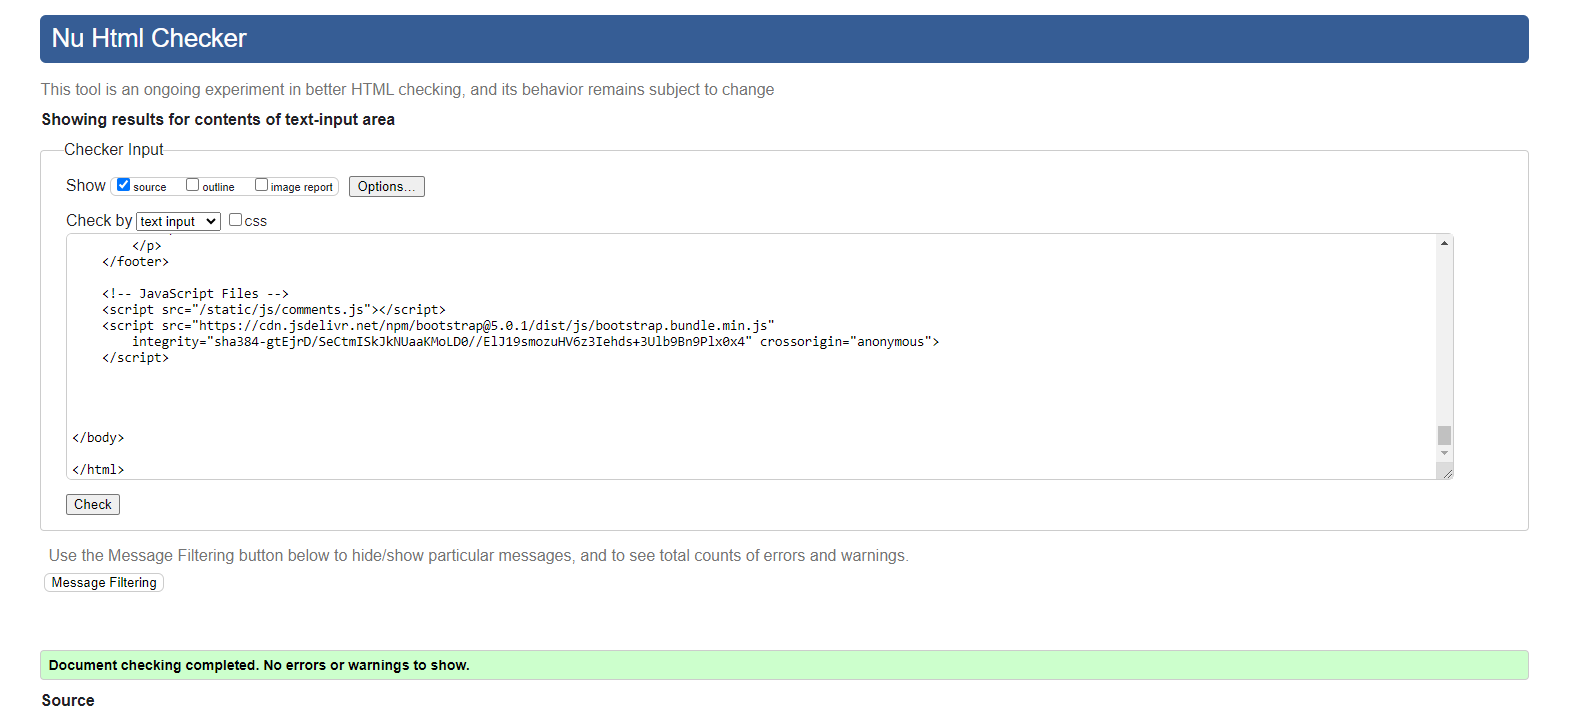 Nu Html Checker
This tool is an ongoing experiment in better HTML checking, and its behavior remains subject to change
Showing results for contents of text-input area
Checker Input
Show source outline image report Options...
Check by text input css
</p>
</footer>
<!-- JavaScript Files -->
<script src="/static/js/comments.js"></script>
<script src="https://cdn.jsdelivr.net/npm/bootstrap@5.0.1/dist/js/bootstrap.bundle.min.js"
integrity="sha384-gtEjrD/SeCtmISkJkNUaaKMoLD0//ElJ19smozuHV6z3Iehds+3Ulb9Bn9Plx0x4" crossorigin="anonymous">
</script>
</body>
</html>
Check
Use the Message Filtering button below to hide/show particular messages, and to see total counts of errors and warnings.
Message Filtering
Document checking completed. No errors or warnings to show.
Source